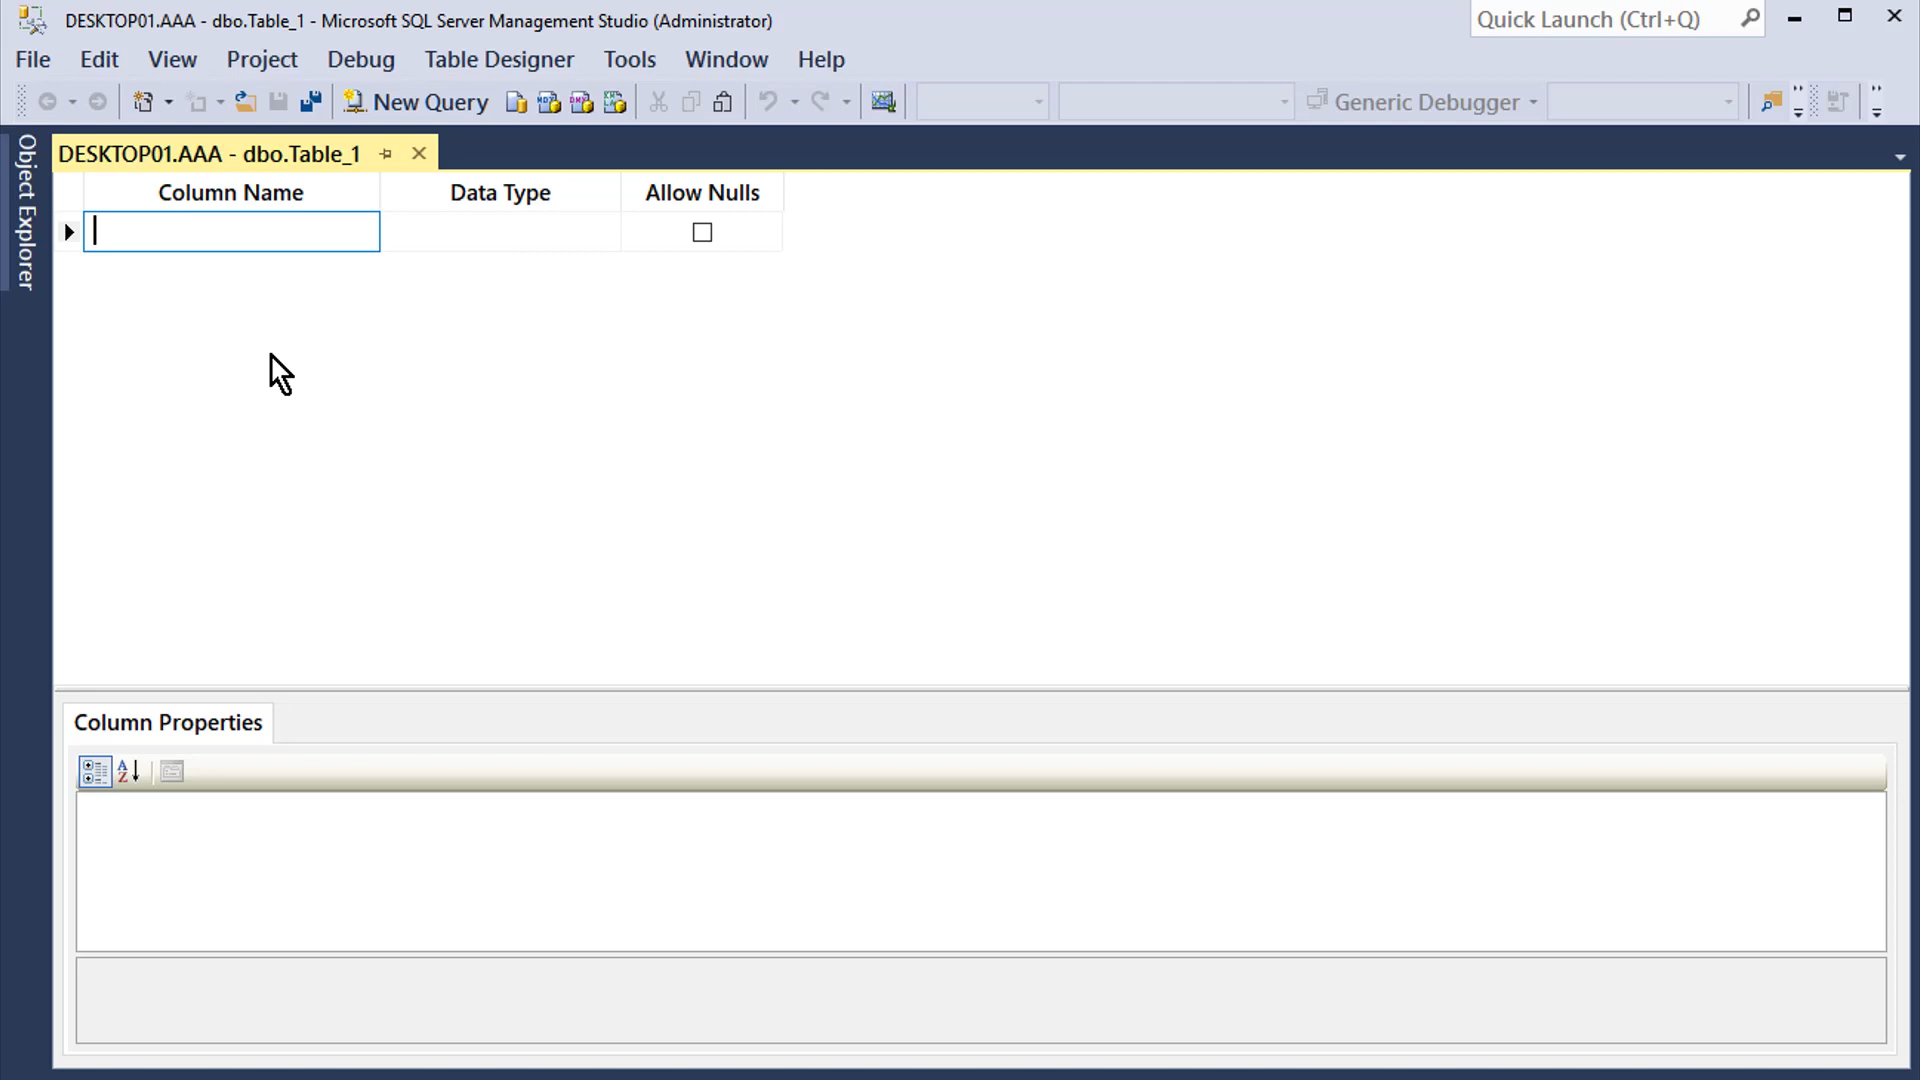 DESKTOP01.AAA - dbo.Table_1 - Microsoft SQL Server Management Studio (Administrator)
Quick Launch (Ctrl+Q)
File Edit View Project Debug Table Designer Tools Window Help
New Query
Generic Debugger
Object Explorer
DESKTOP01.AAA - dbo.Table_1
Column Name Data Type Allow Nulls
Column Properties